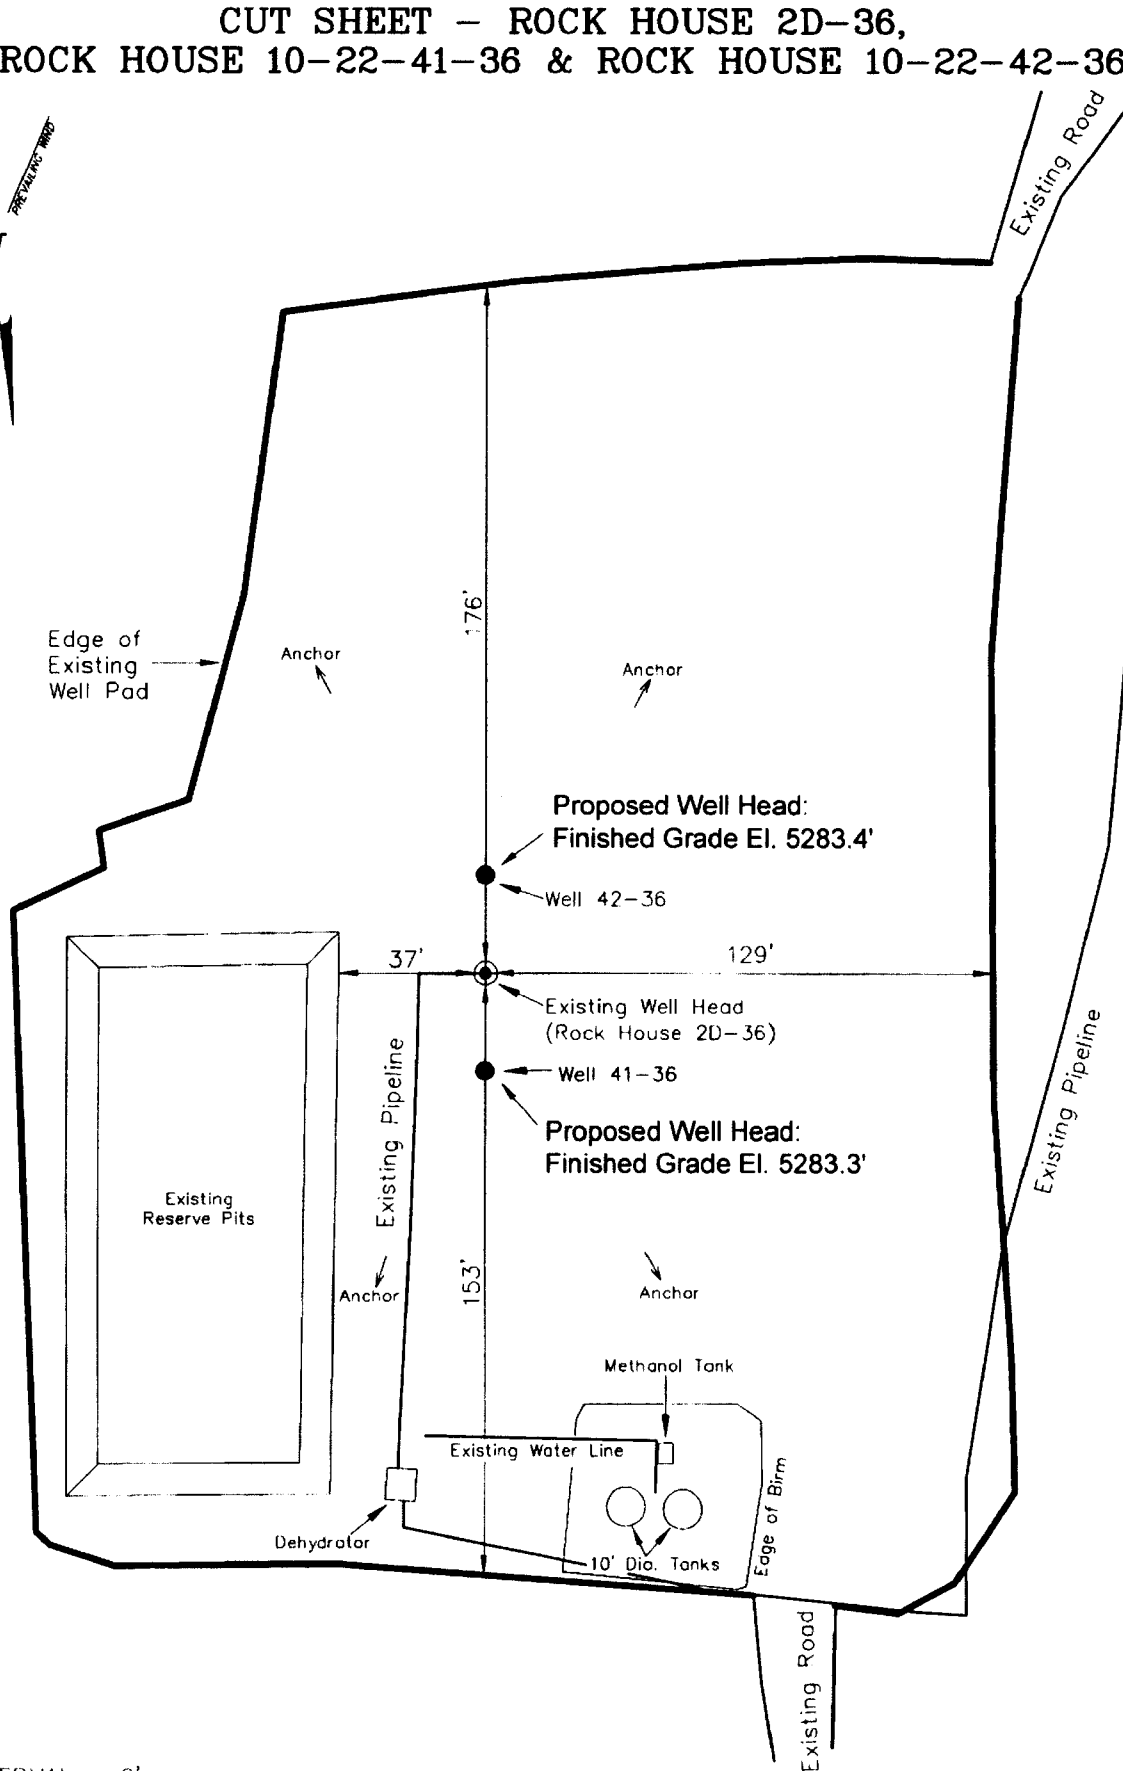 CUT SHEET – ROCK HOUSE 2D–36,
ROCK HOUSE 10–22–41–36 & ROCK HOUSE 10–22–42–36
PREVAILING WIND
Existing Road
176'
Edge of
Existing
Well Pad
Anchor
Anchor
Proposed Well Head:
Finished Grade El. 5283.4'
Well 42–36
37'
129'
Existing Well Head
(Rock House 2D–36)
Well 41–36
Proposed Well Head:
Finished Grade El. 5283.3'
Existing Pipeline
Existing Pipeline
Existing
Reserve Pits
153'
Anchor
Anchor
Methanol Tank
Existing Water Line
Edge of Birm
Dehydrator
10' Dia. Tanks
Existing Road